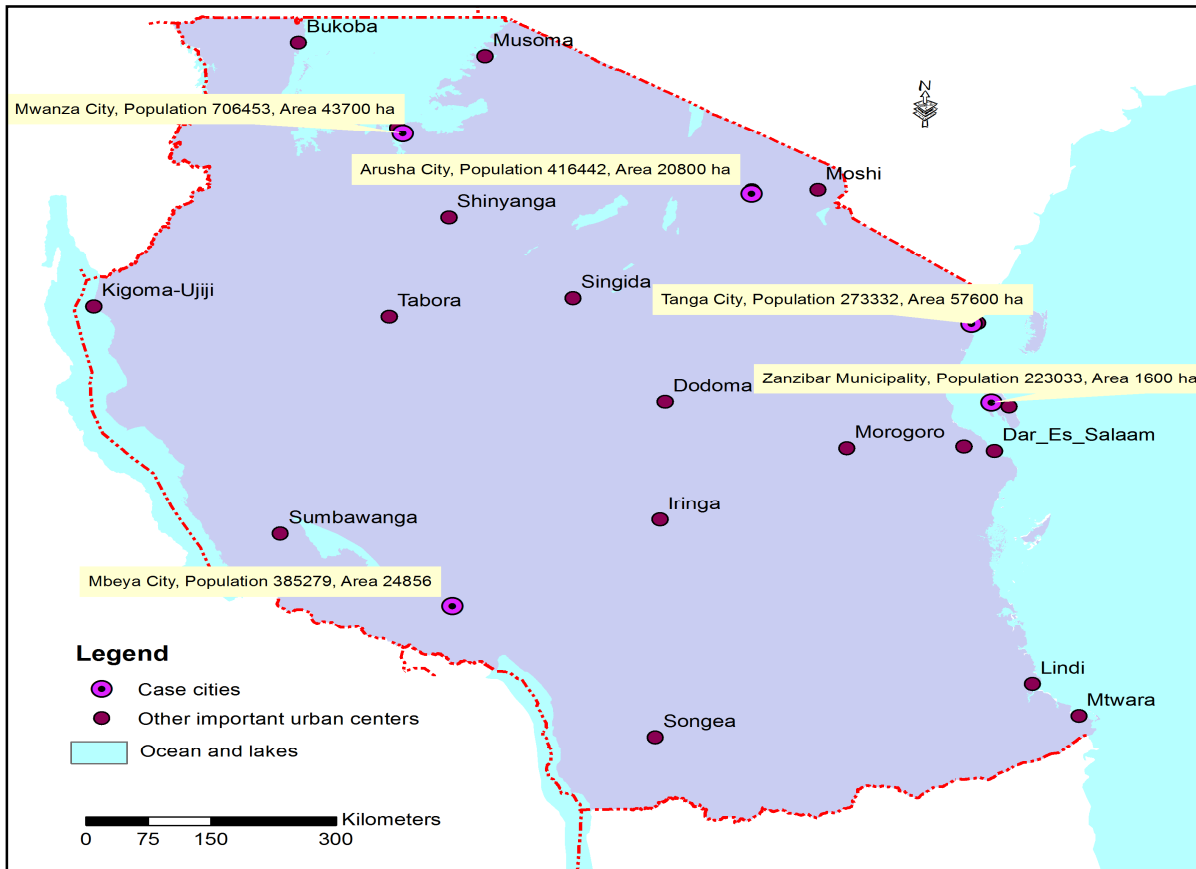 Bukoba
Musoma
N
Mwanza City, Population 706453, Area 43700 ha
Arusha City, Population 416442, Area 20800 ha
Moshi
Shinyanga
Kigoma-Ujiji
Tabora
Singida
Tanga City, Population 273332, Area 57600 ha
Zanzibar Municipality, Population 223033, Area 1600 ha
Dodoma
Morogoro
Dar_Es_Salaam
Iringa
Sumbawanga
Mbeya City, Population 385279, Area 24856
Legend
Case cities
Other important urban centers
Ocean and lakes
Lindi
Mtwara
Songea
Kilometers
0 75 150 300